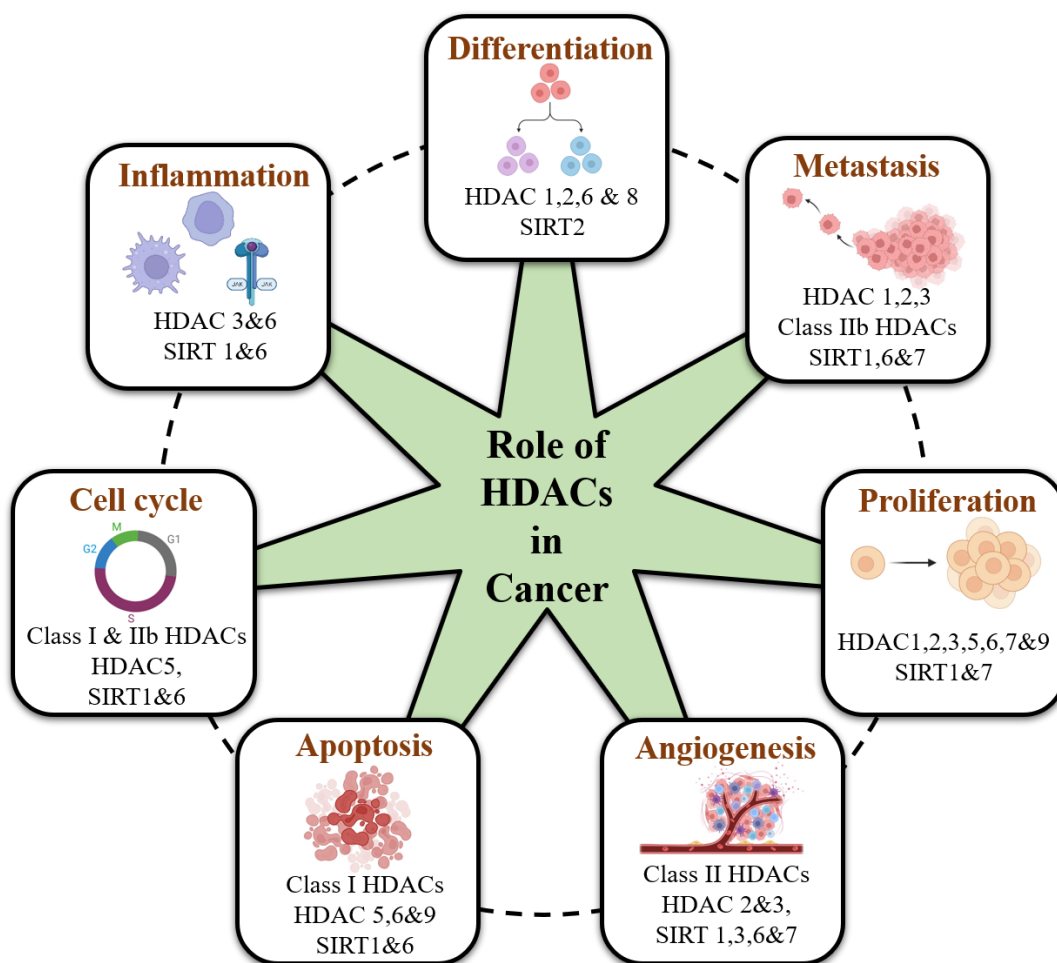 Differentiation
HDAC 1,2,6 & 8
SIRT2
Metastasis
HDAC 1,2,3
Class IIb HDACs
SIRT1,6&7
Proliferation
HDAC1,2,3,5,6,7&9
SIRT1&7
Angiogenesis
Class II HDACs
HDAC 2&3,
SIRT 1,3,6&7
Apoptosis
Class I HDACs
HDAC 5,6&9
SIRT1&6
Cell cycle
M
G1
G2
S
Class I & IIb HDACs
HDAC5,
SIRT1&6
Inflammation
JAK JAK
HDAC 3&6
SIRT 1&6
Role of
HDACs
in
Cancer